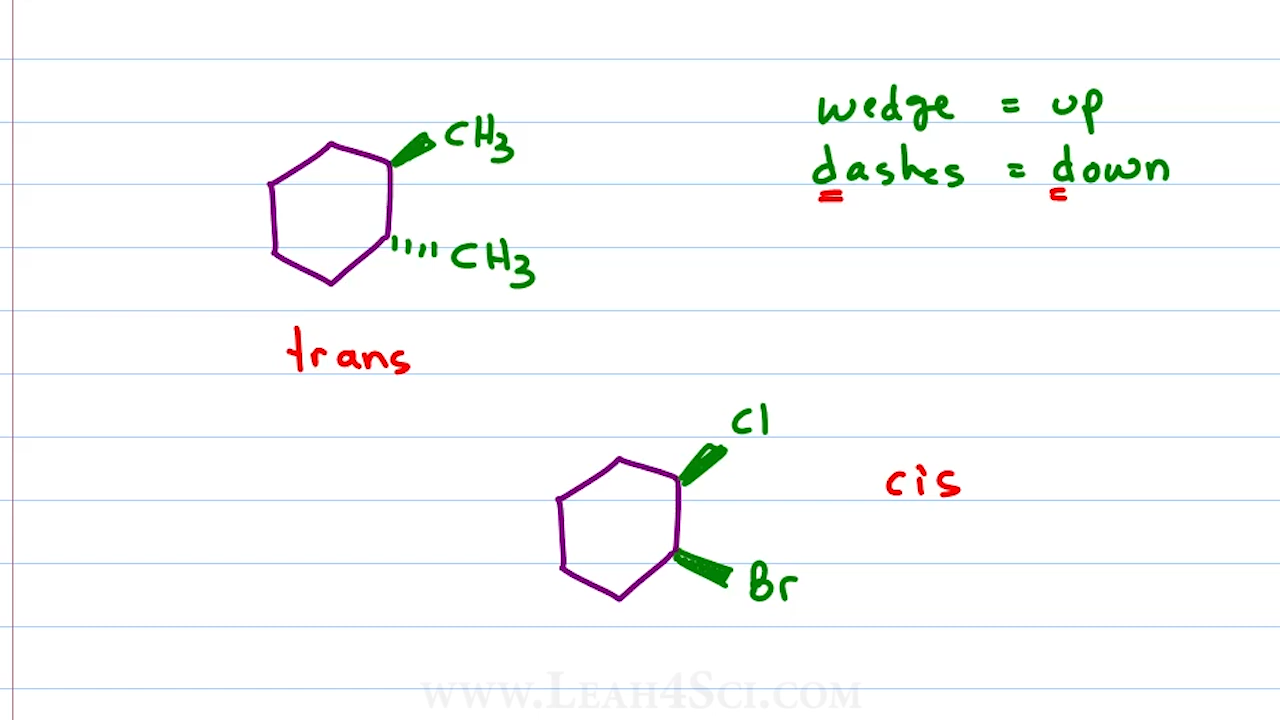 wedge = up
dashes = down
CH3
CH3
trans
Cl
cis
Br
www.Leah4Sci.com